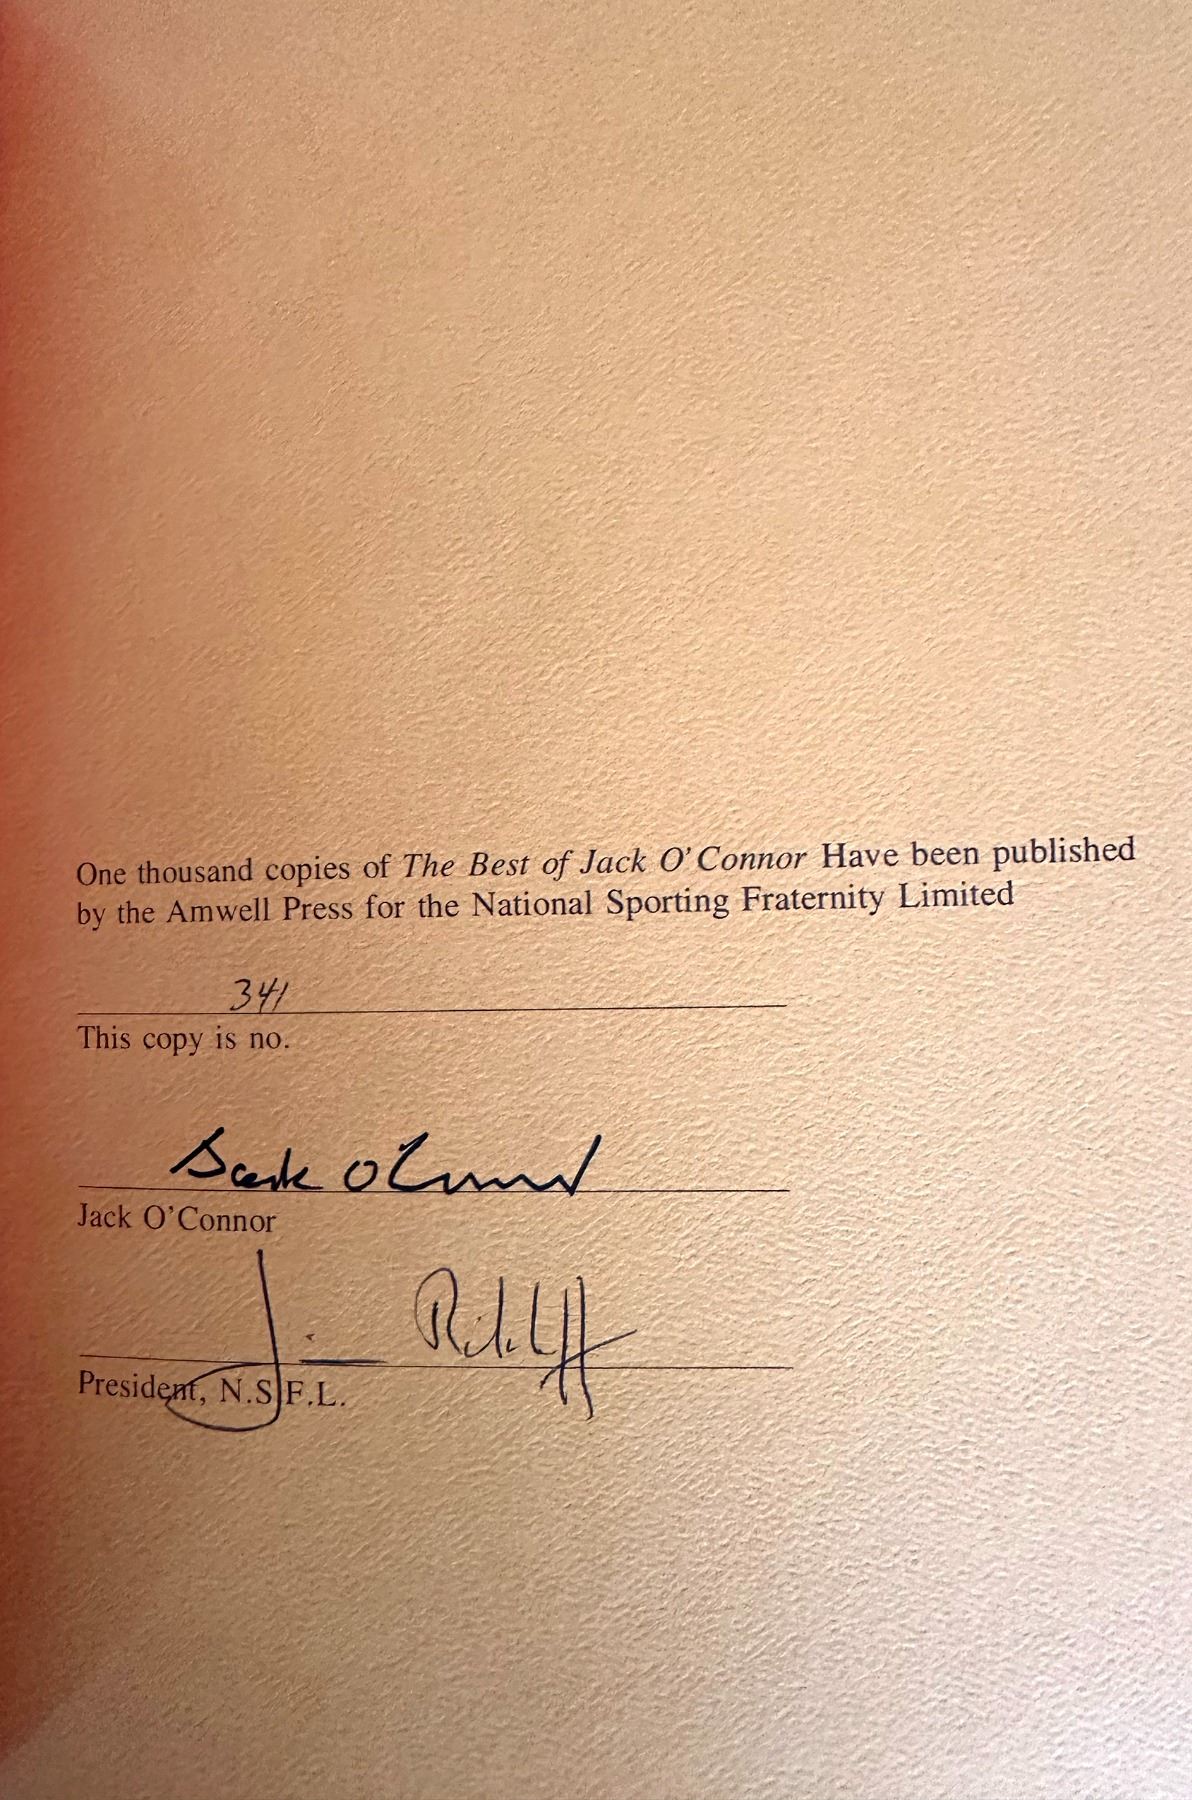 One thousand copies of The Best of Jack O'Connor Have been published
by the Amwell Press for the National Sporting Fraternity Limited
341
This copy is no.
Jack O'Connor
Jack O'Connor
Jim
President, N.S.F.L.